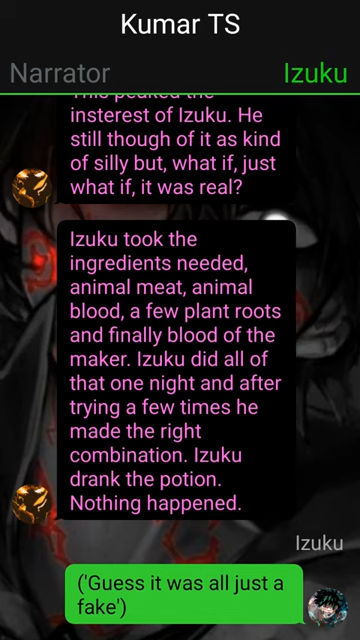 Kumar TS
Narrator
Izuku
This peaked the
insterest of Izuku. He
still though of it as kind
of silly but, what if, just
what if, it was real?
Izuku took the
ingredients needed,
animal meat, animal
blood, a few plant roots
and finally blood of the
maker. Izuku did all of
that one night and after
trying a few times he
made the right
combination. Izuku
drank the potion.
Nothing happened.
Izuku
('Guess it was all just a
fake')